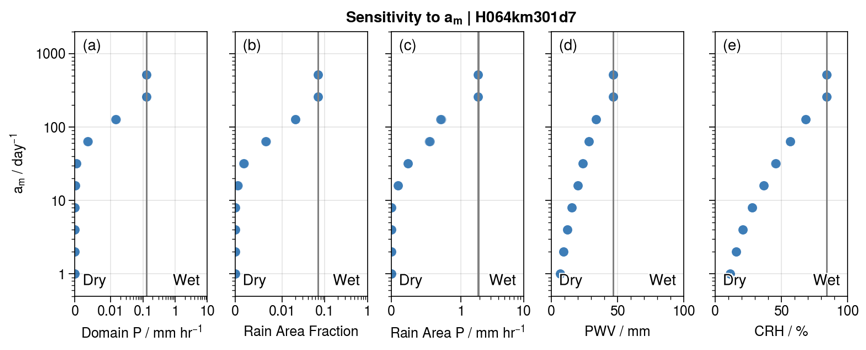 Sensitivity to aₘ | H064km301d7
(a) (b) (c) (d) (e)
1000
100
10
1
aₘ / day⁻¹
Dry Wet Dry Wet Dry Wet Dry Wet Dry Wet
0 0.01 0.1 1 10 0 0.01 0.1 1 0 1 10 0 50 100 0 50 100
Domain P / mm hr⁻¹ Rain Area Fraction Rain Area P / mm hr⁻¹ PWV / mm CRH / %